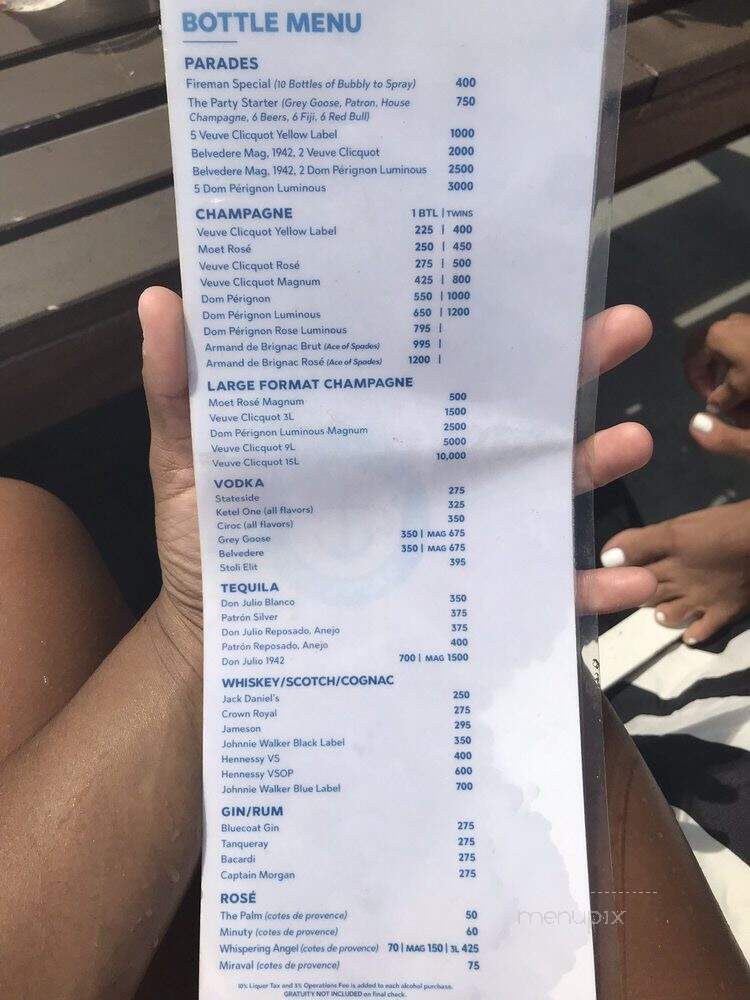 BOTTLE MENU
PARADES
Fireman Special (10 Bottles of Bubbly to Spray) 400
The Party Starter (Grey Goose, Patron, House 750
Champagne, 6 Beers, 6 Fiji, 6 Red Bull)
5 Veuve Clicquot Yellow Label 1000
Belvedere Mag, 1942, 2 Veuve Clicquot 2000
Belvedere Mag, 1942, 2 Dom Pérignon Luminous 2500
5 Dom Pérignon Luminous 3000
CHAMPAGNE 1 BTL | TWINS
Veuve Clicquot Yellow Label 225 | 400
Moet Rosé 250 | 450
Veuve Clicquot Rosé 275 | 500
Veuve Clicquot Magnum 425 | 800
Dom Pérignon 550 | 1000
Dom Pérignon Luminous 650 | 1200
Dom Pérignon Rose Luminous 795 |
Armand de Brignac Brut (Ace of Spades) 995 |
Armand de Brignac Rosé (Ace of Spades) 1200 |
LARGE FORMAT CHAMPAGNE
Moet Rosé Magnum 500
Veuve Clicquot 3L 1500
Dom Pérignon Luminous Magnum 2500
Veuve Clicquot 9L 5000
Veuve Clicquot 15L 10,000
VODKA
Stateside 275
Ketel One (all flavors) 325
Ciroc (all flavors) 350
Grey Goose 350 | MAG 675
Belvedere 350 | MAG 675
Stoli Elit 395
TEQUILA
Don Julio Blanco 350
Patrón Silver 375
Don Julio Reposado, Anejo 375
Patrón Reposado, Anejo 400
Don Julio 1942 700 | MAG 1500
WHISKEY/SCOTCH/COGNAC
Jack Daniel's 250
Crown Royal 275
Jameson 295
Johnnie Walker Black Label 350
Hennessy VS 400
Hennessy VSOP 600
Johnnie Walker Blue Label 700
GIN/RUM
Bluecoat Gin 275
Tanqueray 275
Bacardi 275
Captain Morgan 275
ROSÉ
The Palm (cotes de provence) 50
Minuty (cotes de provence) 60
Whispering Angel (cotes de provence) 70 | MAG 150 | 3L 425
Miraval (cotes de provence) 75
10% Liquor Tax and 3% Operations Fee is added to each alcohol purchase.
GRATUITY NOT INCLUDED on final check.
menupix